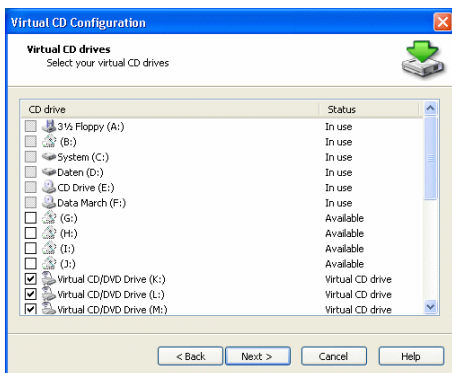 Virtual CD Configuration
Virtual CD drives
Select your virtual CD drives
CD drive Status
3½ Floppy (A:) In use
(B:) In use
System (C:) In use
Daten (D:) In use
CD Drive (E:) In use
Data March (F:) In use
(G:) Available
(H:) Available
(I:) Available
(J:) Available
Virtual CD/DVD Drive (K:) Virtual CD drive
Virtual CD/DVD Drive (L:) Virtual CD drive
Virtual CD/DVD Drive (M:) Virtual CD drive
< Back Next > Cancel Help